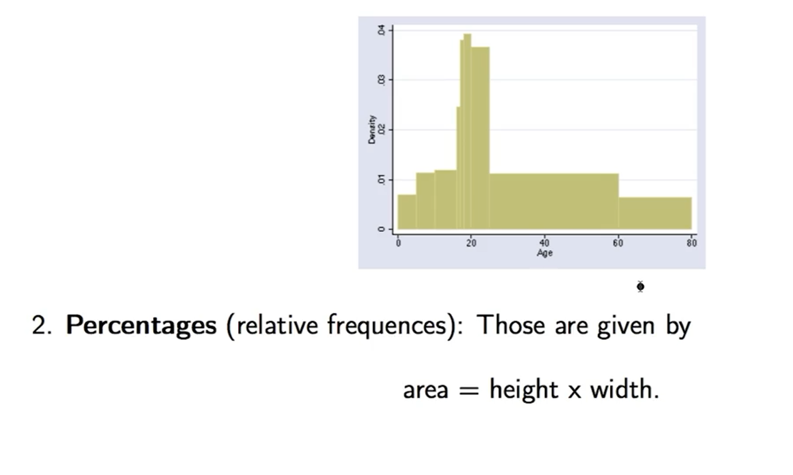 .04
.03
.02
.01
0
Density
0 20 40 60 80
Age
2. Percentages (relative frequences): Those are given by
area = height x width.